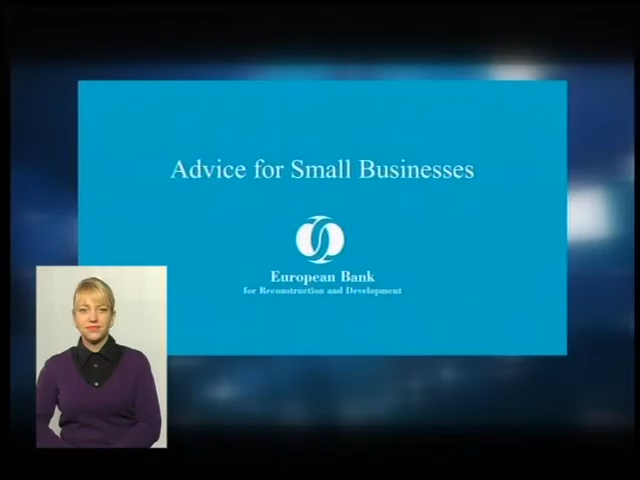 Advice for Small Businesses
European Bank
for Reconstruction and Development